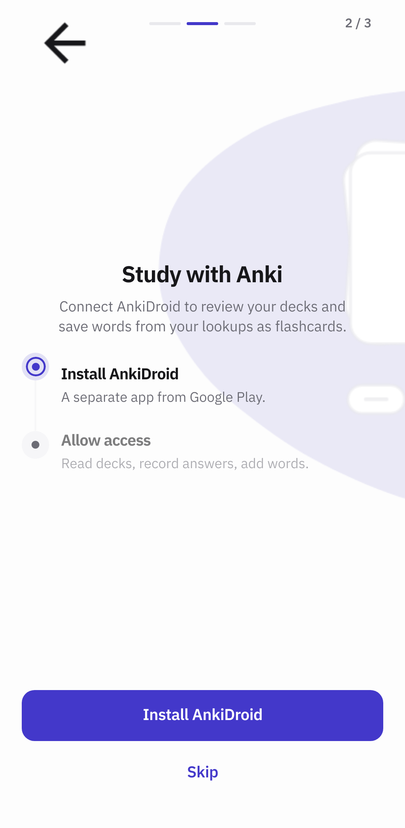 2 / 3
Study with Anki
Connect AnkiDroid to review your decks and
save words from your lookups as flashcards.
Install AnkiDroid
A separate app from Google Play.
Allow access
Read decks, record answers, add words.
Install AnkiDroid
Skip